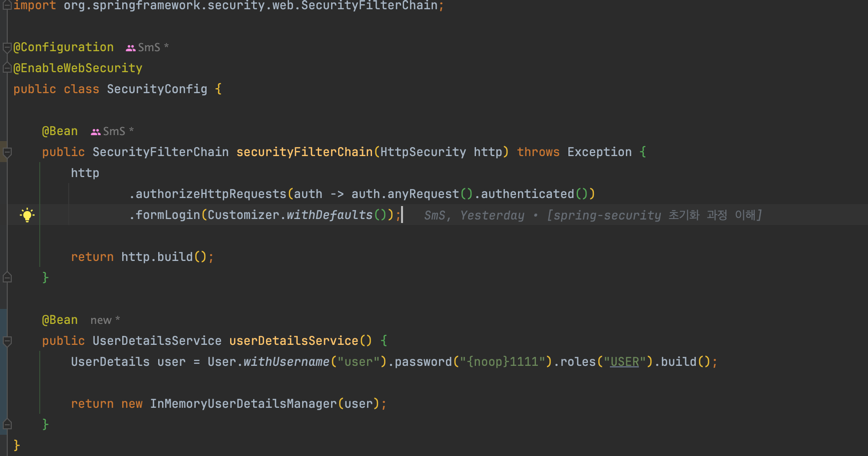 import org.springframework.security.web.SecurityFilterChain;
@Configuration SmS *
@EnableWebSecurity
public class SecurityConfig {
@Bean SmS *
public SecurityFilterChain securityFilterChain(HttpSecurity http) throws Exception {
http
.authorizeHttpRequests(auth -> auth.anyRequest().authenticated())
.formLogin(Customizer.withDefaults()); SmS, Yesterday • [spring-security 초기화 과정 이해]
return http.build();
}
@Bean new *
public UserDetailsService userDetailsService() {
UserDetails user = User.withUsername("user").password("{noop}1111").roles("USER").build();
return new InMemoryUserDetailsManager(user);
}
}